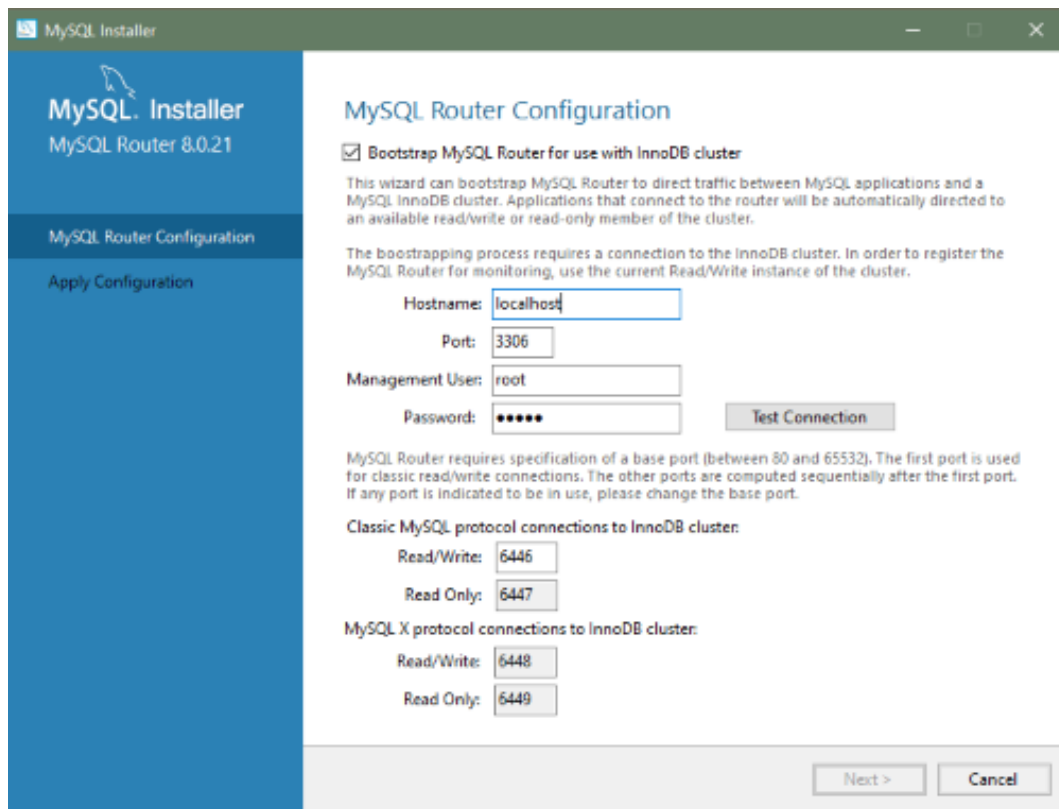 MySQL Installer
MySQL. Installer
MySQL Router 8.0.21
MySQL Router Configuration
Apply Configuration
MySQL Router Configuration
Bootstrap MySQL Router for use with InnoDB cluster
This wizard can bootstrap MySQL Router to direct traffic between MySQL applications and a
MySQL InnoDB cluster. Applications that connect to the router will be automatically directed to
an available read/write or read-only member of the cluster.
The boostrapping process requires a connection to the InnoDB cluster. In order to register the
MySQL Router for monitoring, use the current Read/Write instance of the cluster.
Hostname: localhost
Port: 3306
Management User: root
Password: ●●●●● Test Connection
MySQL Router requires specification of a base port (between 80 and 65532). The first port is used
for classic read/write connections. The other ports are computed sequentially after the first port.
If any port is indicated to be in use, please change the base port.
Classic MySQL protocol connections to InnoDB cluster:
Read/Write: 6446
Read Only: 6447
MySQL X protocol connections to InnoDB cluster:
Read/Write: 6448
Read Only: 6449
Next > Cancel